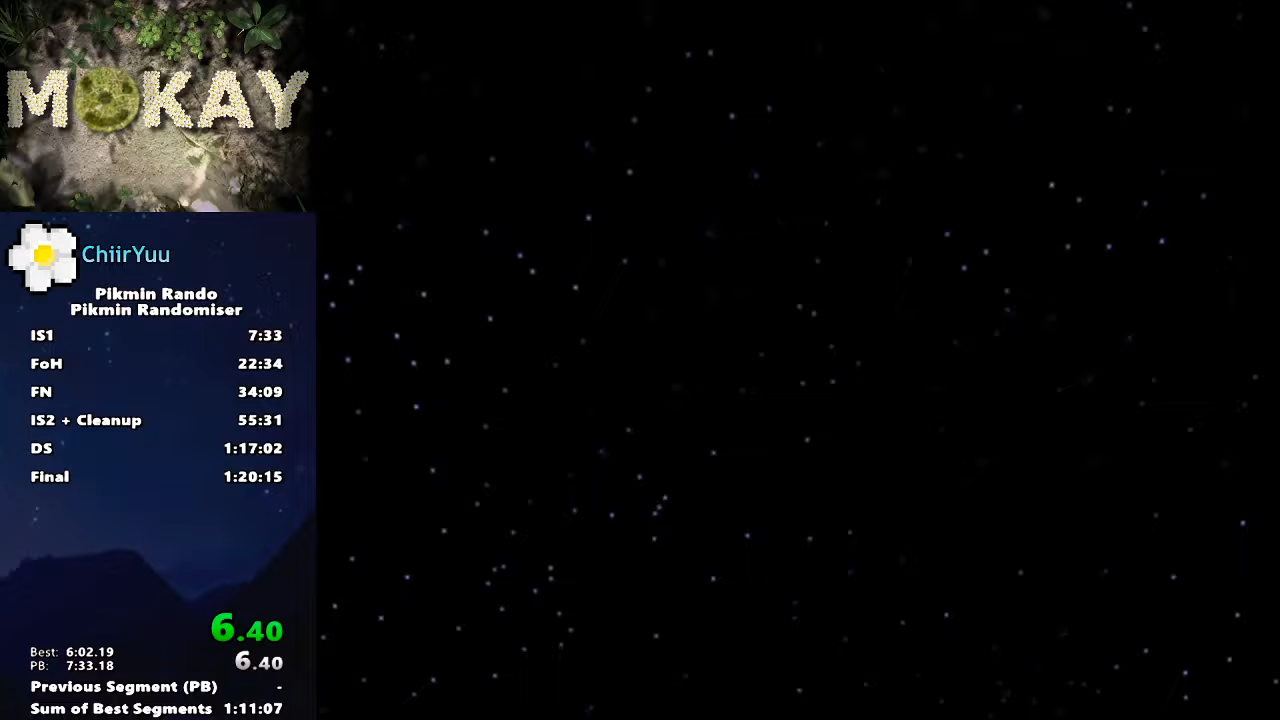 MOKAY
ChiirYuu
Pikmin Rando
Pikmin Randomiser
IS1 7:33
FoH 22:34
FN 34:09
IS2 + Cleanup 55:31
DS 1:17:02
Final 1:20:15
6.40
Best: 6:02.19
PB: 7:33.18 6.40
Previous Segment (PB) -
Sum of Best Segments 1:11:07